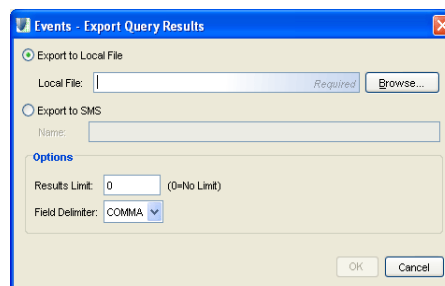 Events - Export Query Results
Export to Local File
Local File: Required Browse...
Export to SMS
Name:
Options
Results Limit: 0 (0=No Limit)
Field Delimiter: COMMA
OK Cancel